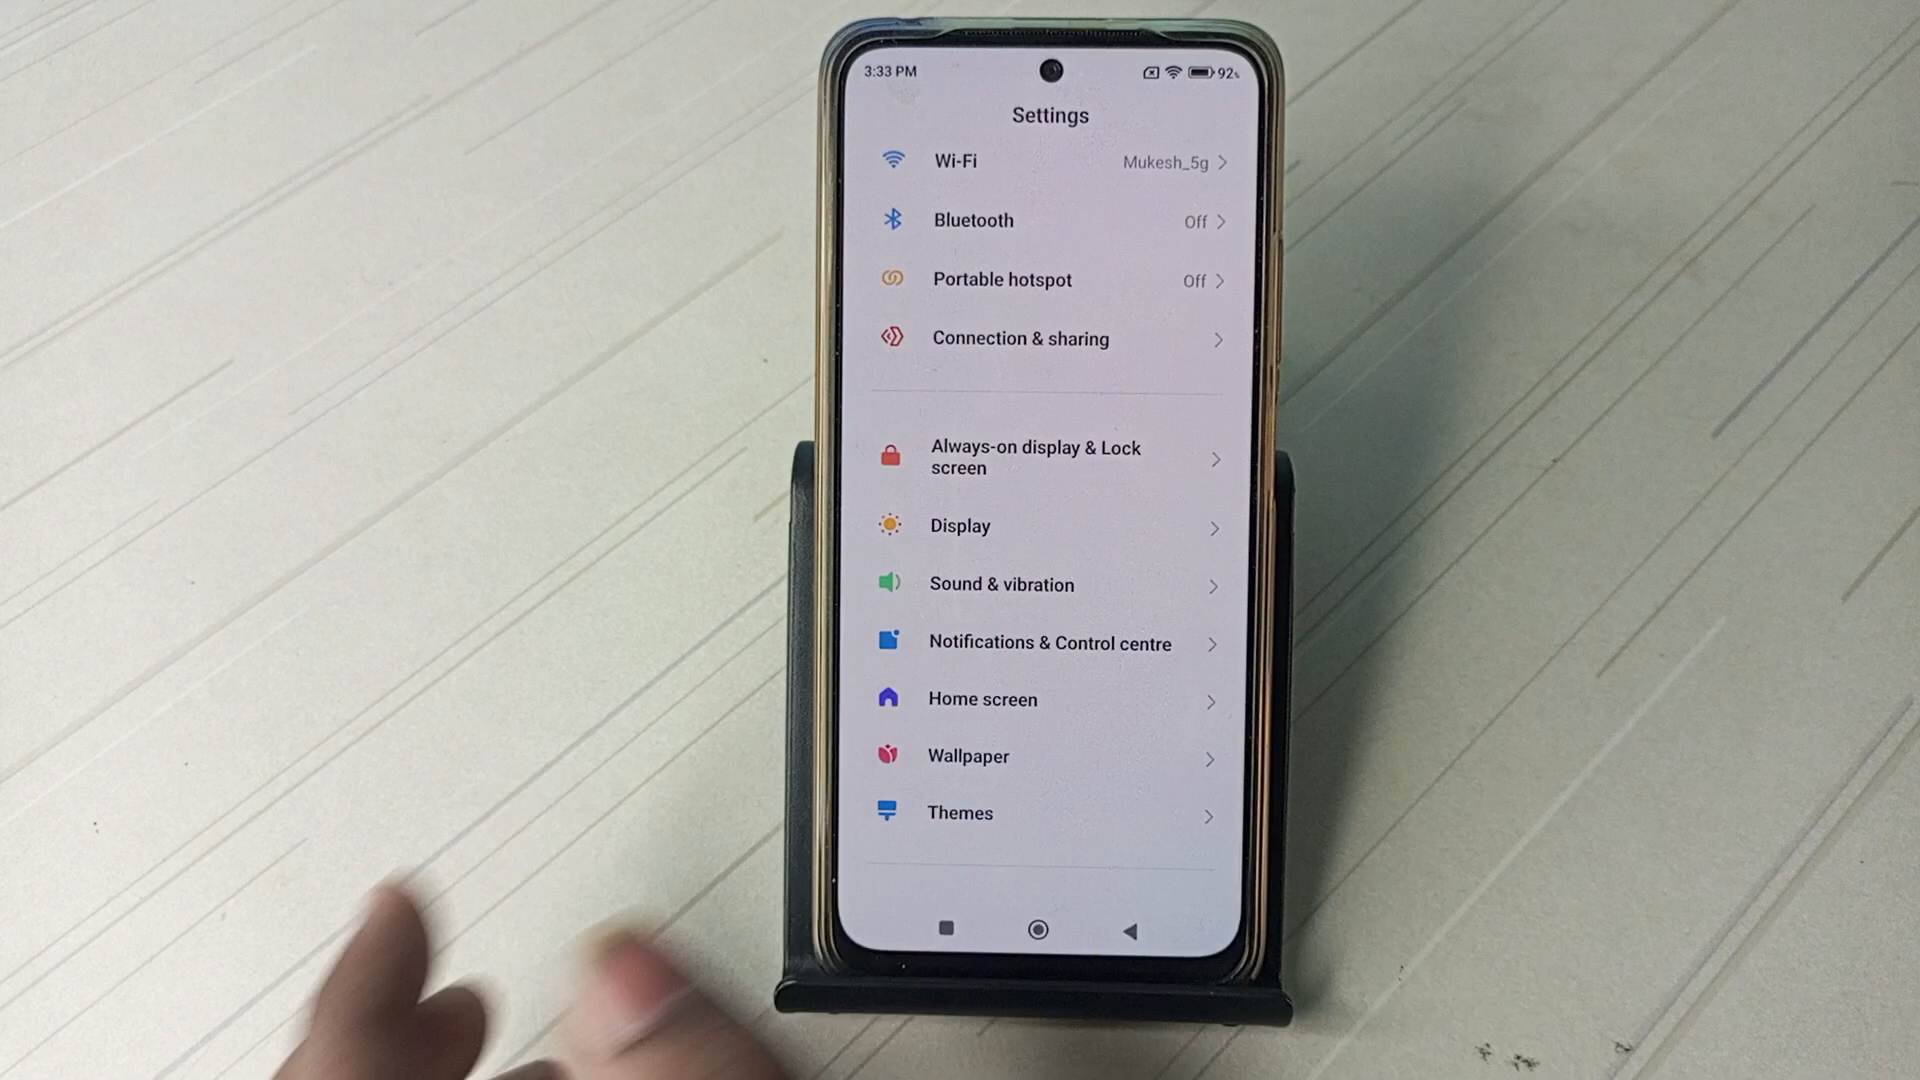 3:33 PM
92%
Settings
Wi-Fi
Mukesh_5g
Bluetooth
Off
Portable hotspot
Off
Connection & sharing
Always-on display & Lock
screen
Display
Sound & vibration
Notifications & Control centre
Home screen
Wallpaper
Themes